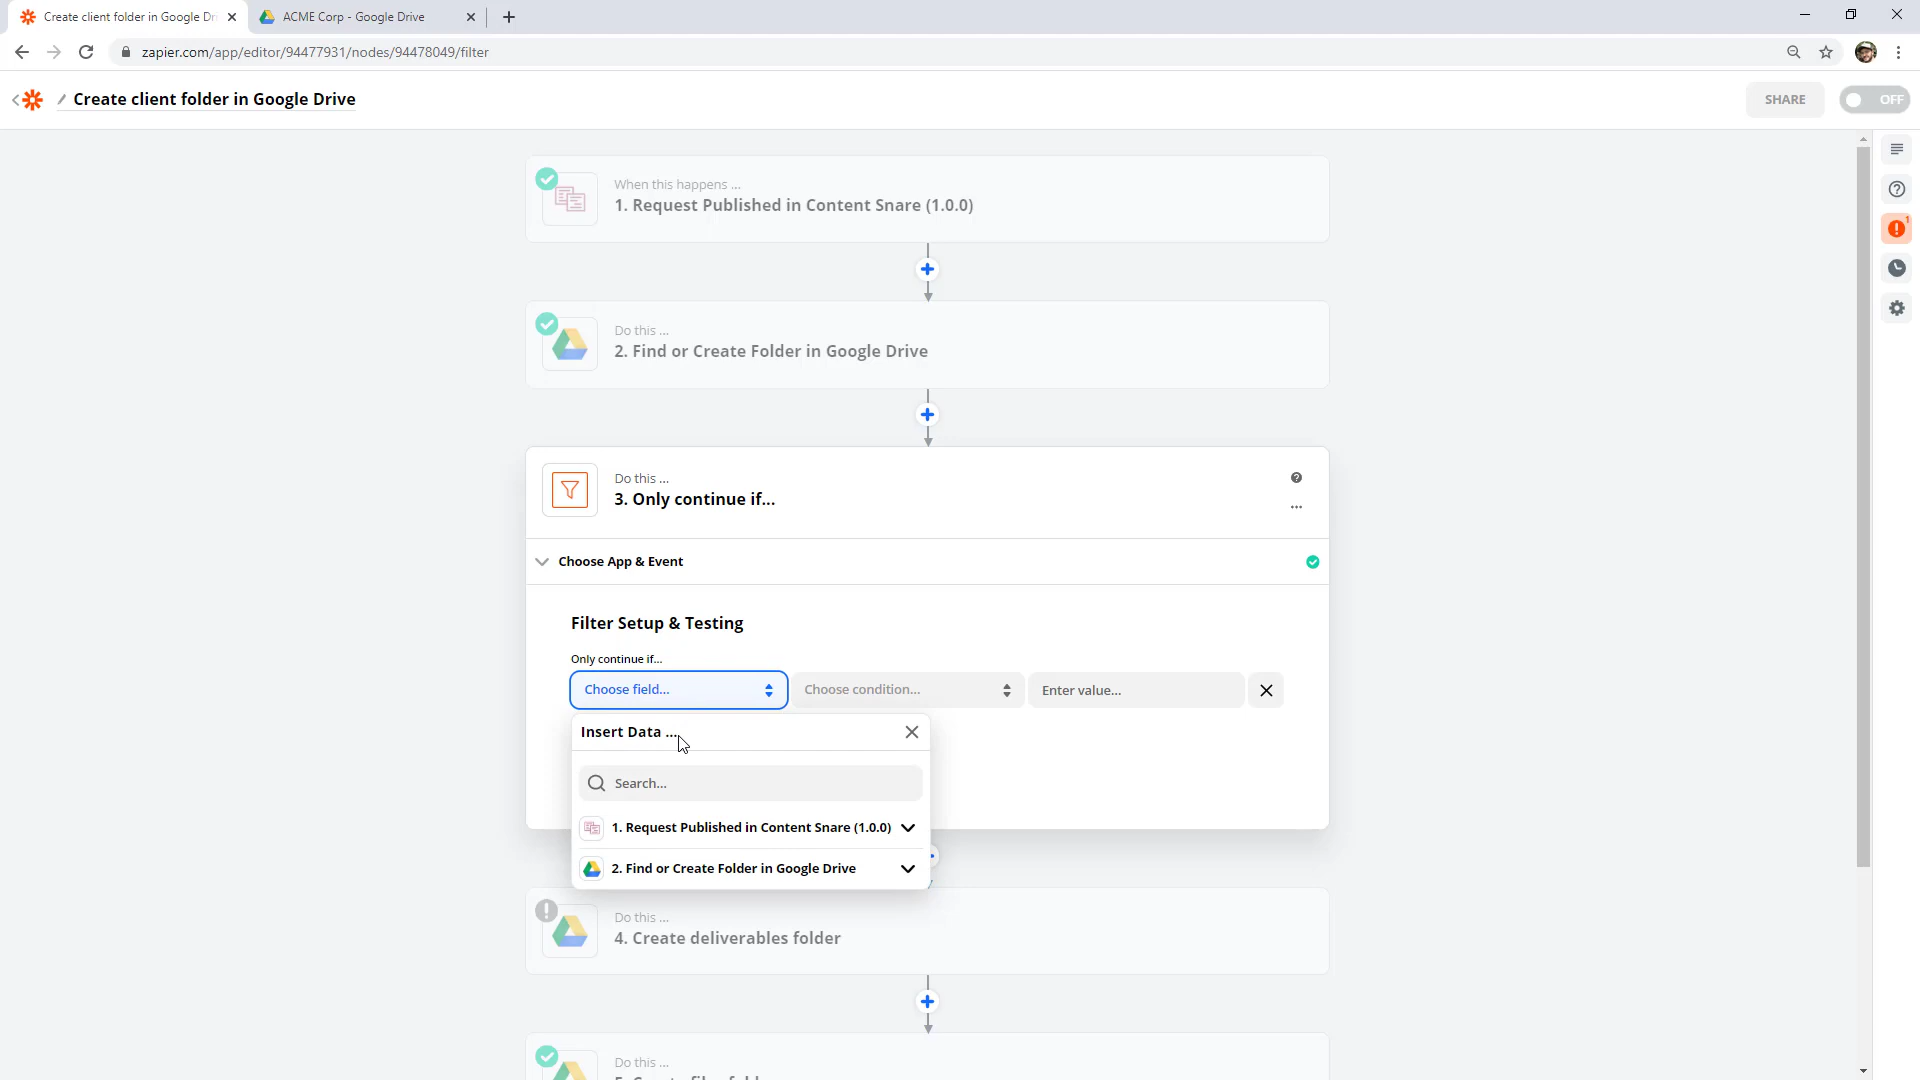 Create client folder in Google Dr
ACME Corp - Google Drive
zapier.com/app/editor/94477931/nodes/94478049/filter
Create client folder in Google Drive
SHARE
OFF
When this happens ...
1. Request Published in Content Snare (1.0.0)
1
Do this ...
2. Find or Create Folder in Google Drive
Do this ...
3. Only continue if...
Choose App & Event
Filter Setup & Testing
Only continue if...
Choose field...
Choose condition...
Enter value...
Insert Data ...
Search...
1. Request Published in Content Snare (1.0.0)
2. Find or Create Folder in Google Drive
Do this ...
4. Create deliverables folder
Do this ...